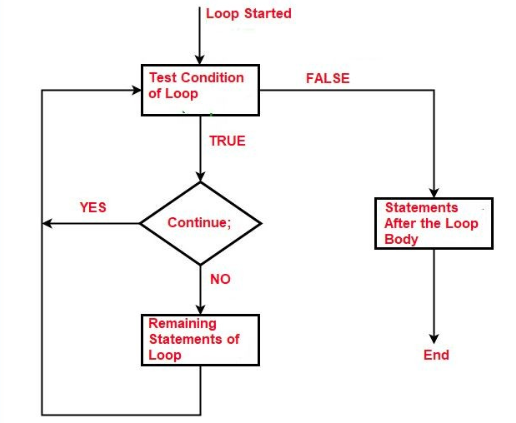 Loop Started
Test Condition
of Loop
FALSE
TRUE
YES
Continue;
Statements
After the Loop
Body
NO
Remaining
Statements of
Loop
End